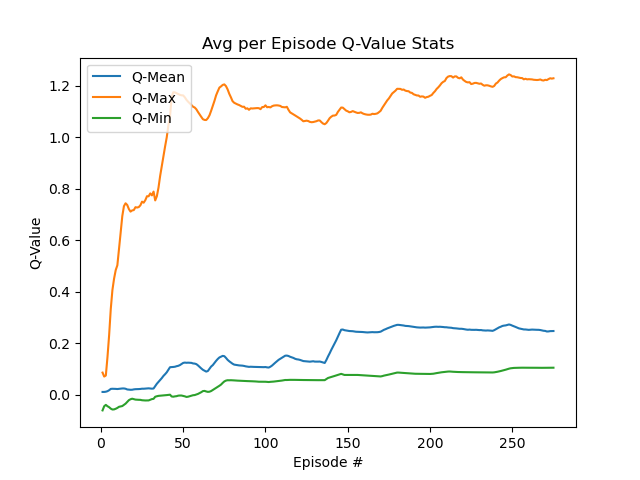 Avg per Episode Q-Value Stats
Q-Mean
Q-Max
Q-Min
Q-Value
1.2
1.0
0.8
0.6
0.4
0.2
0.0
0 50 100 150 200 250
Episode #